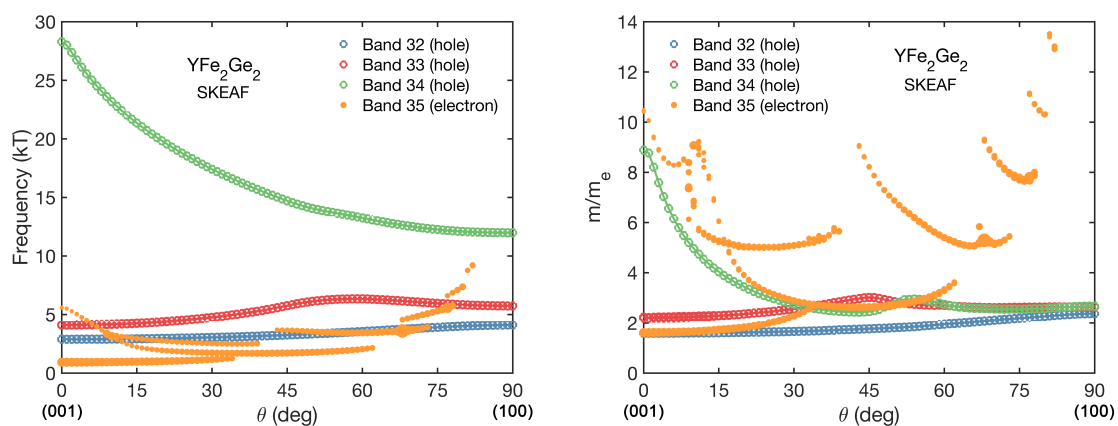 30
25
20
15
10
5
0
Frequency (kT)
YFe2Ge2
SKEAF
Band 32 (hole)
Band 33 (hole)
Band 34 (hole)
Band 35 (electron)
0 15 30 45 60 75 90
(001) θ (deg) (100)
14
12
10
8
6
4
2
0
m/me
Band 32 (hole)
Band 33 (hole)
Band 34 (hole)
Band 35 (electron)
YFe2Ge2
SKEAF
0 15 30 45 60 75 90
(001) θ (deg) (100)